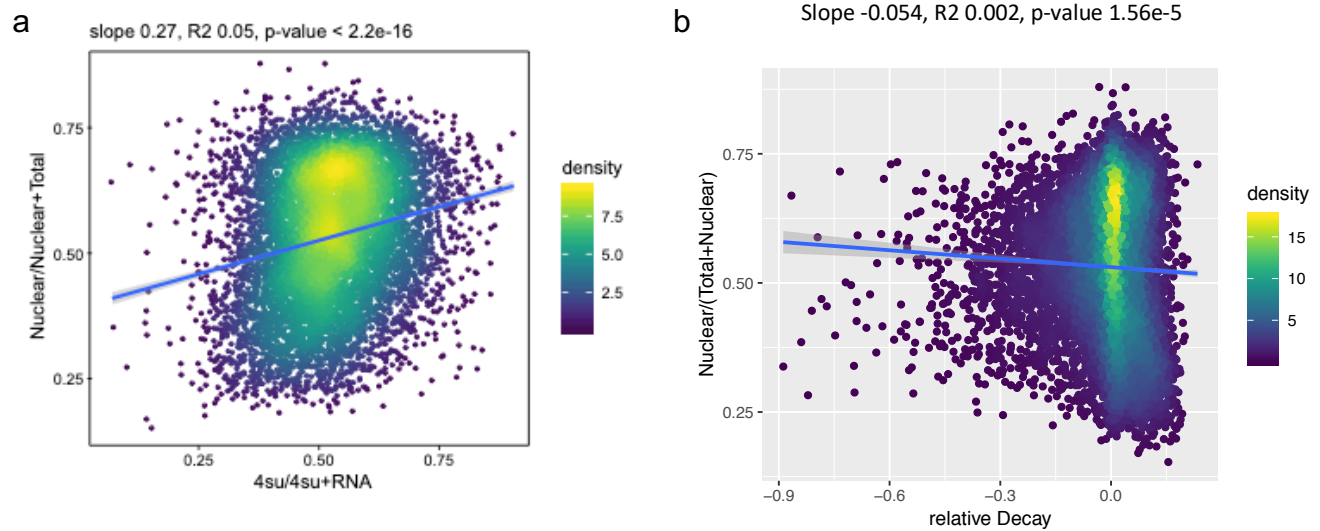 a
slope 0.27, R2 0.05, p-value < 2.2e-16
Nuclear/Nuclear+Total
0.75
0.50
0.25
0.25 0.50 0.75
4su/4su+RNA
density
7.5
5.0
2.5
b
Slope -0.054, R2 0.002, p-value 1.56e-5
Nuclear/(Total+Nuclear)
0.75
0.50
0.25
−0.9 −0.6 −0.3 0.0
relative Decay
density
15
10
5